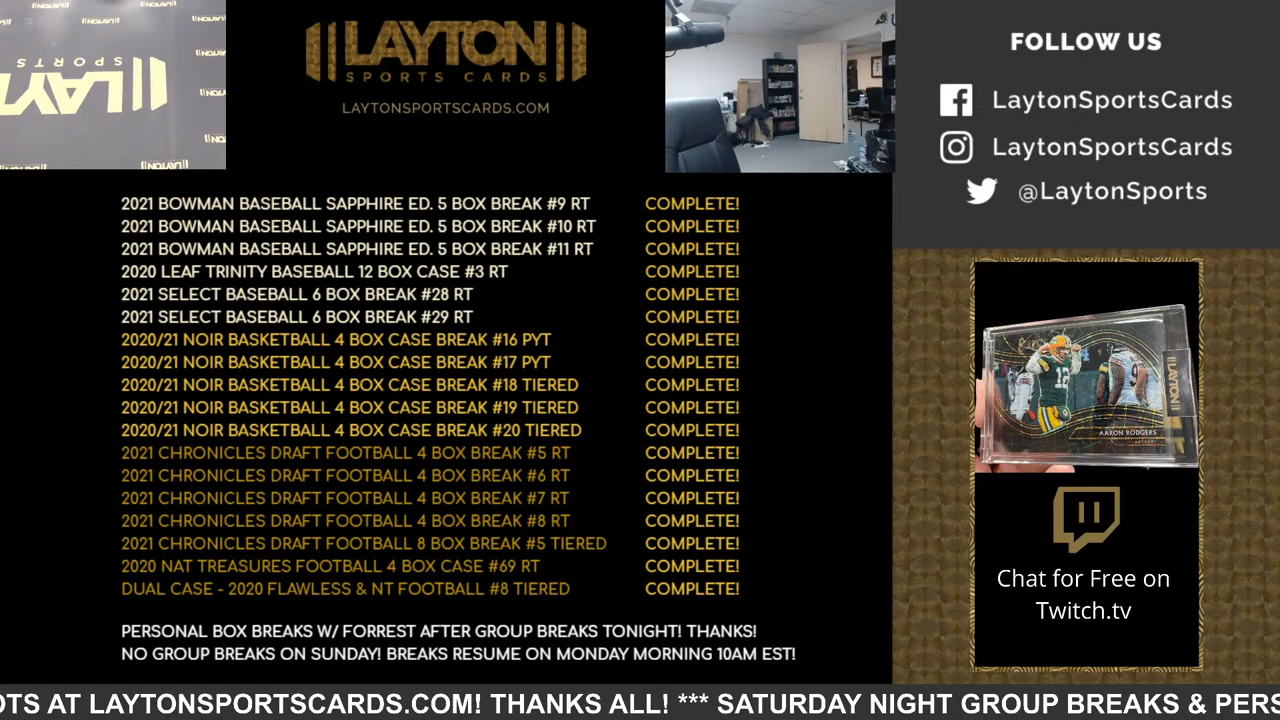 LAYTON
SPORTS CARDS
LAYTONSPORTSCARDS.COM
LAYTON
SPORTS
2021 BOWMAN BASEBALL SAPPHIRE ED. 5 BOX BREAK #9 RT COMPLETE!
2021 BOWMAN BASEBALL SAPPHIRE ED. 5 BOX BREAK #10 RT COMPLETE!
2021 BOWMAN BASEBALL SAPPHIRE ED. 5 BOX BREAK #11 RT COMPLETE!
2020 LEAF TRINITY BASEBALL 12 BOX CASE #3 RT COMPLETE!
2021 SELECT BASEBALL 6 BOX BREAK #28 RT COMPLETE!
2021 SELECT BASEBALL 6 BOX BREAK #29 RT COMPLETE!
2020/21 NOIR BASKETBALL 4 BOX CASE BREAK #16 PYT COMPLETE!
2020/21 NOIR BASKETBALL 4 BOX CASE BREAK #17 PYT COMPLETE!
2020/21 NOIR BASKETBALL 4 BOX CASE BREAK #18 TIERED COMPLETE!
2020/21 NOIR BASKETBALL 4 BOX CASE BREAK #19 TIERED COMPLETE!
2020/21 NOIR BASKETBALL 4 BOX CASE BREAK #20 TIERED COMPLETE!
2021 CHRONICLES DRAFT FOOTBALL 4 BOX BREAK #5 RT COMPLETE!
2021 CHRONICLES DRAFT FOOTBALL 4 BOX BREAK #6 RT COMPLETE!
2021 CHRONICLES DRAFT FOOTBALL 4 BOX BREAK #7 RT COMPLETE!
2021 CHRONICLES DRAFT FOOTBALL 4 BOX BREAK #8 RT COMPLETE!
2021 CHRONICLES DRAFT FOOTBALL 8 BOX BREAK #5 TIERED COMPLETE!
2020 NAT TREASURES FOOTBALL 4 BOX CASE #69 RT COMPLETE!
DUAL CASE - 2020 FLAWLESS & NT FOOTBALL #8 TIERED COMPLETE!
PERSONAL BOX BREAKS W/ FORREST AFTER GROUP BREAKS TONIGHT! THANKS!
NO GROUP BREAKS ON SUNDAY! BREAKS RESUME ON MONDAY MORNING 10AM EST!
FOLLOW US
LaytonSportsCards
LaytonSportsCards
@LaytonSports
12
AARON RODGERS
LAYTON
Chat for Free on
Twitch.tv
OTS AT LAYTONSPORTSCARDS.COM! THANKS ALL! *** SATURDAY NIGHT GROUP BREAKS & PERS